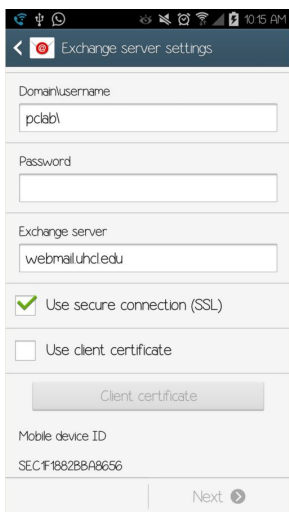 10:15 AM
Exchange server settings
Domain\username
pclab\
Password
Exchange server
webmail.uhcl.edu
Use secure connection (SSL)
Use client certificate
Client certificate
Mobile device ID
SEC1F1882BBA8656
Next